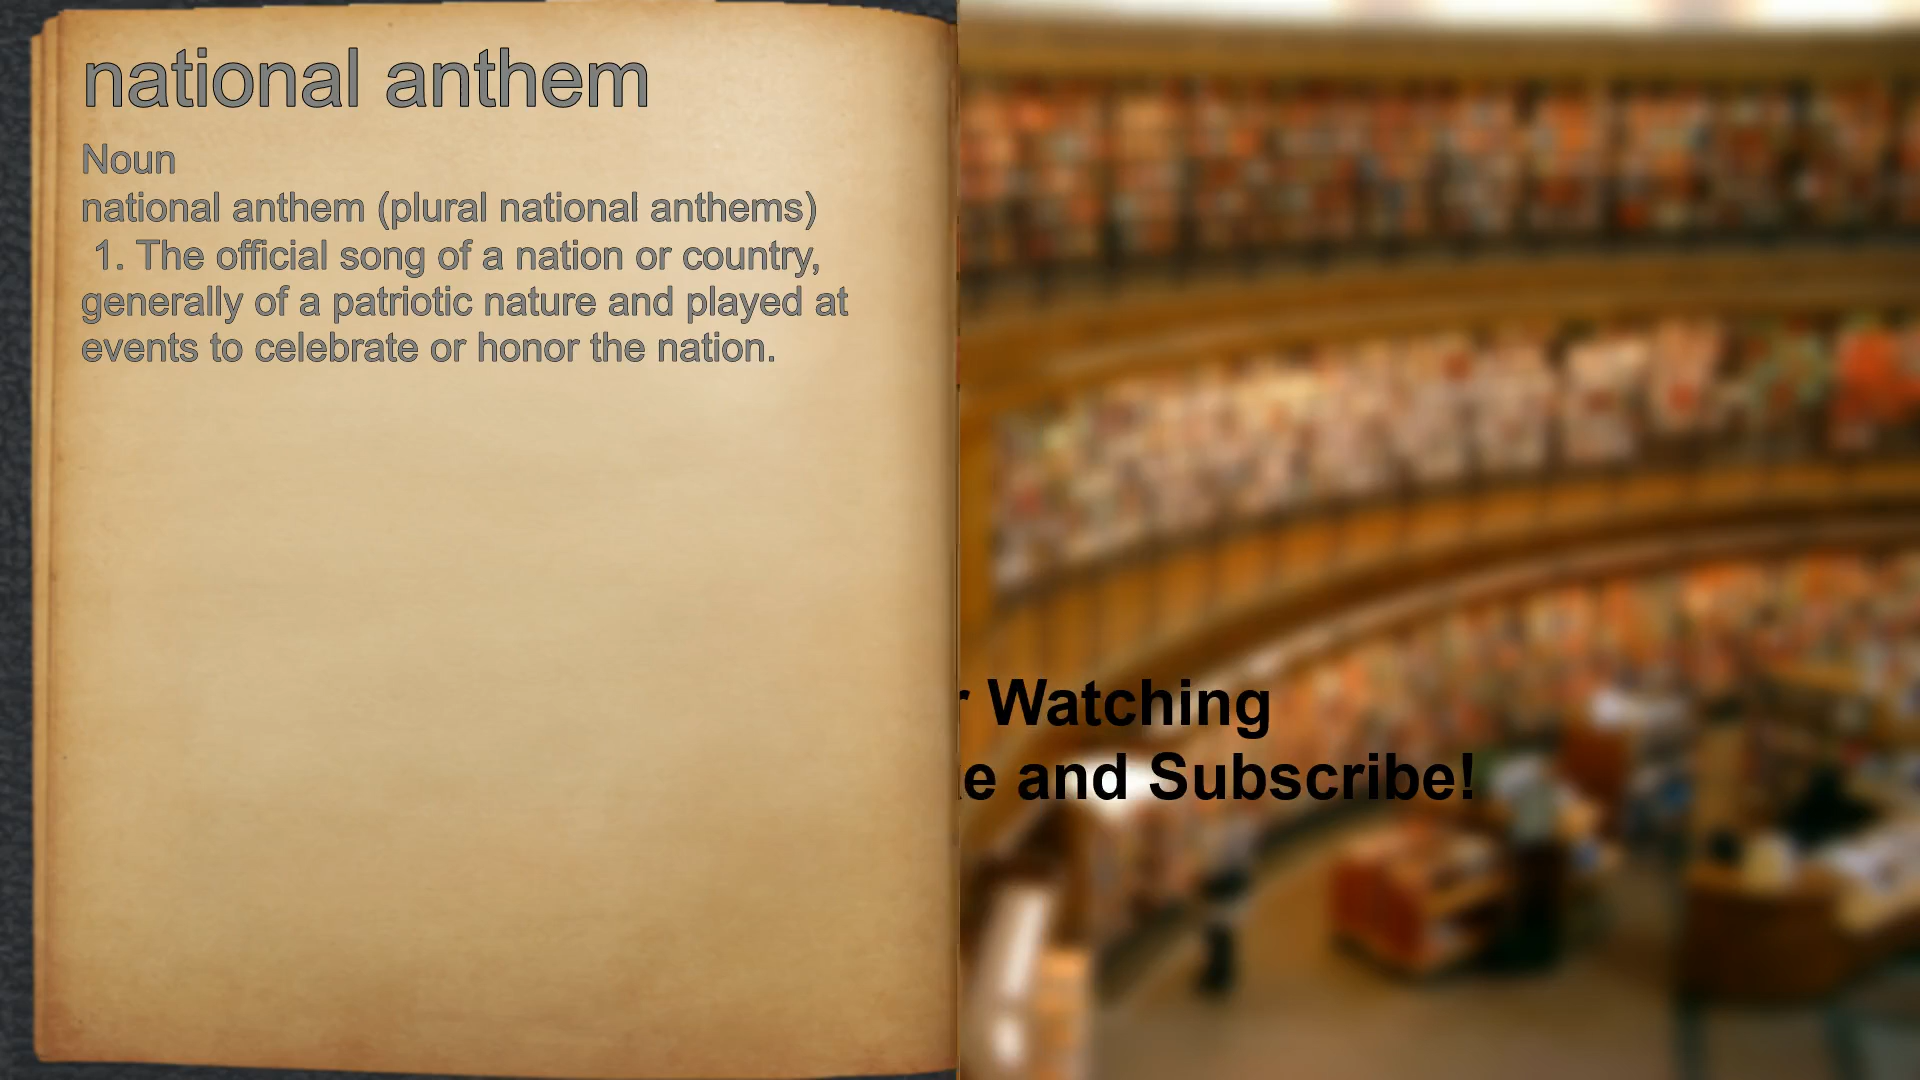 national anthem
Noun
national anthem (plural national anthems)
1. The official song of a nation or country,
generally of a patriotic nature and played at
events to celebrate or honor the nation.
Watching
and Subscribe!